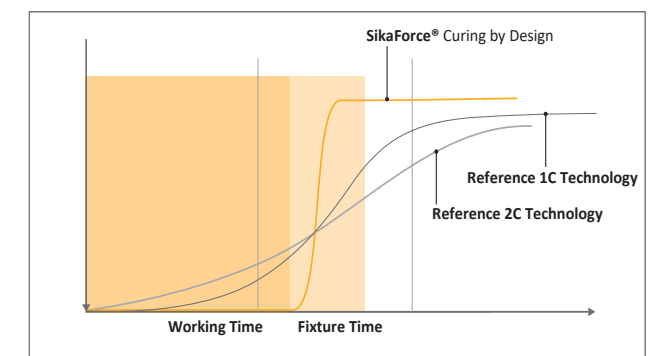 SikaForce® Curing by Design
Reference 1C Technology
Reference 2C Technology
Working Time
Fixture Time